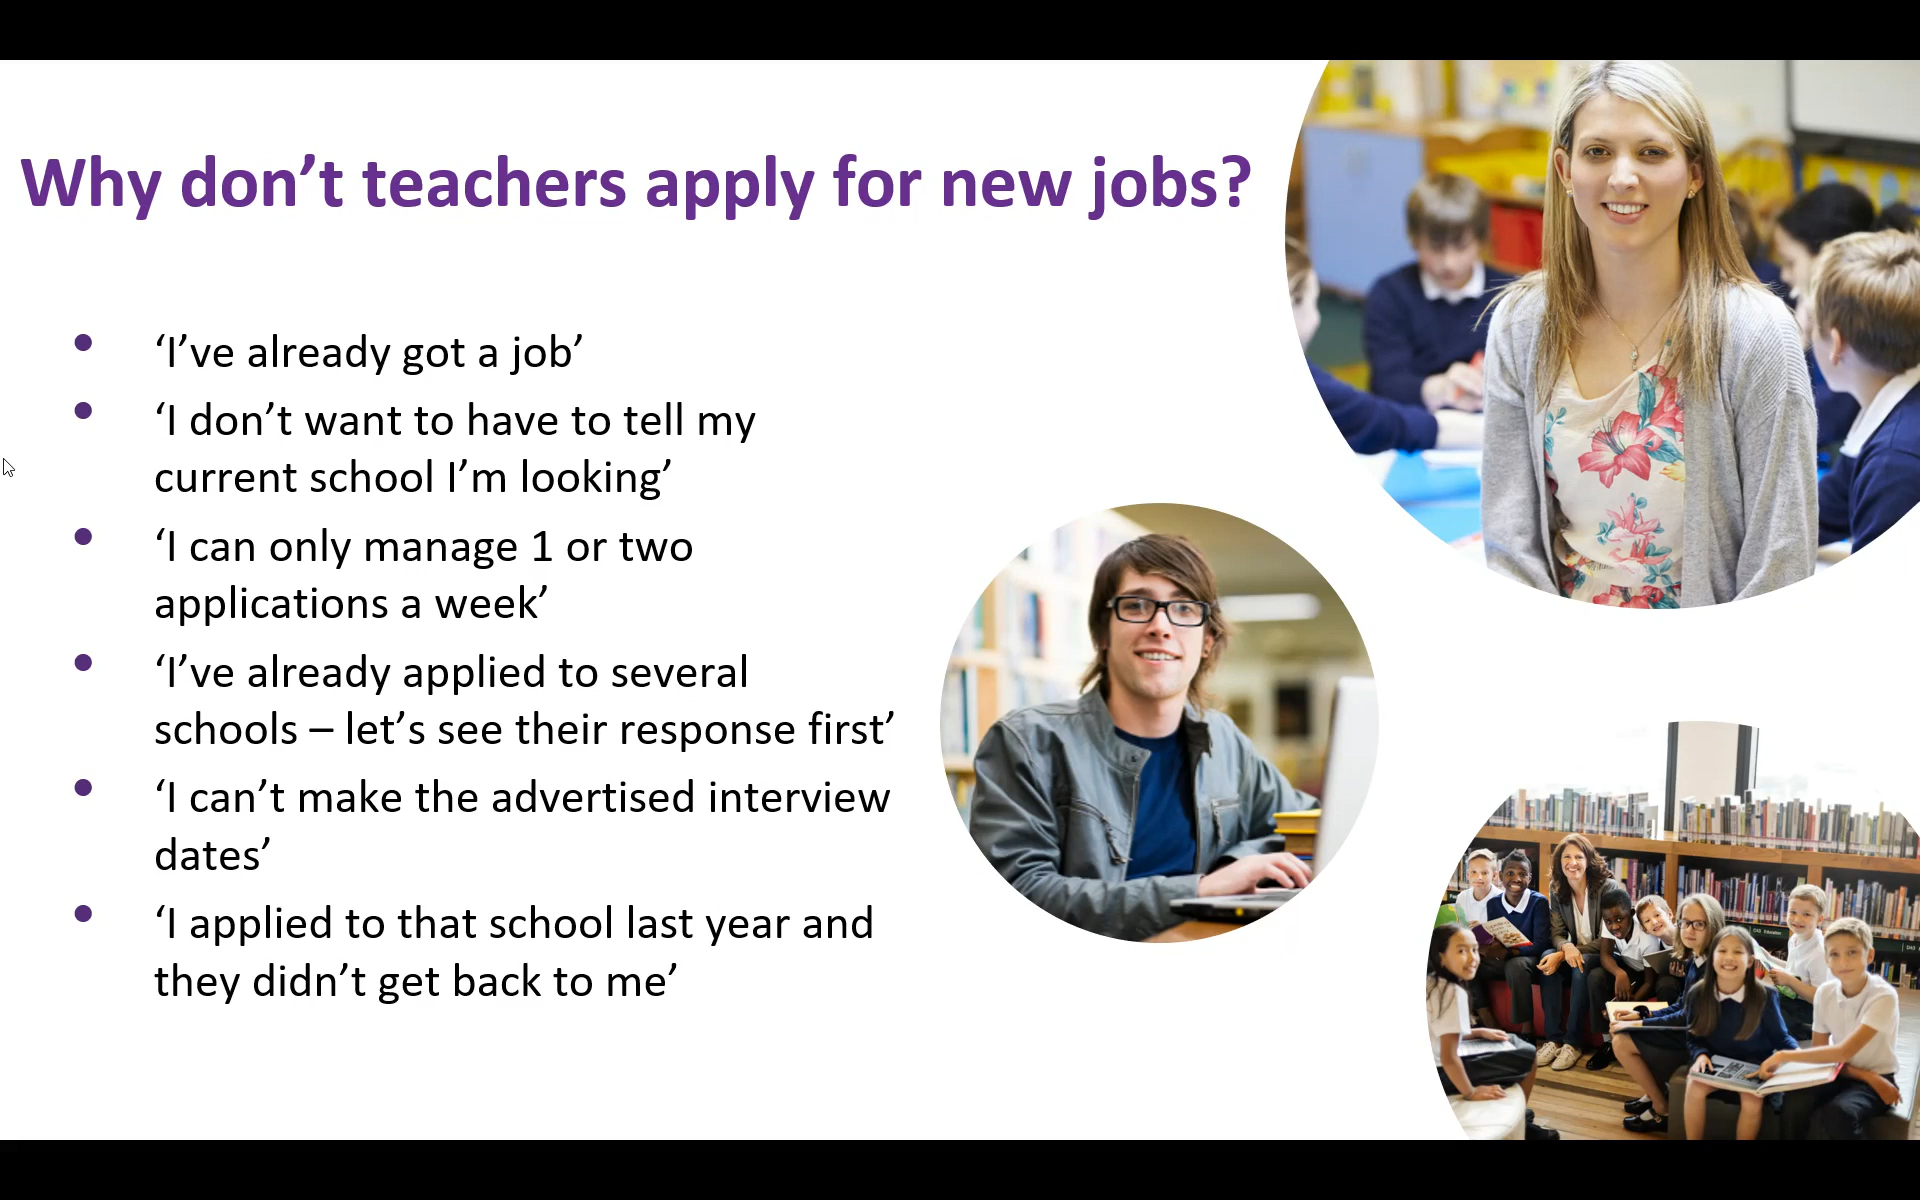 Why don’t teachers apply for new jobs?
• ‘I’ve already got a job’
• ‘I don’t want to have to tell my
current school I’m looking’
• ‘I can only manage 1 or two
applications a week’
• ‘I’ve already applied to several
schools – let’s see their response first’
• ‘I can’t make the advertised interview
dates’
• ‘I applied to that school last year and
they didn’t get back to me’